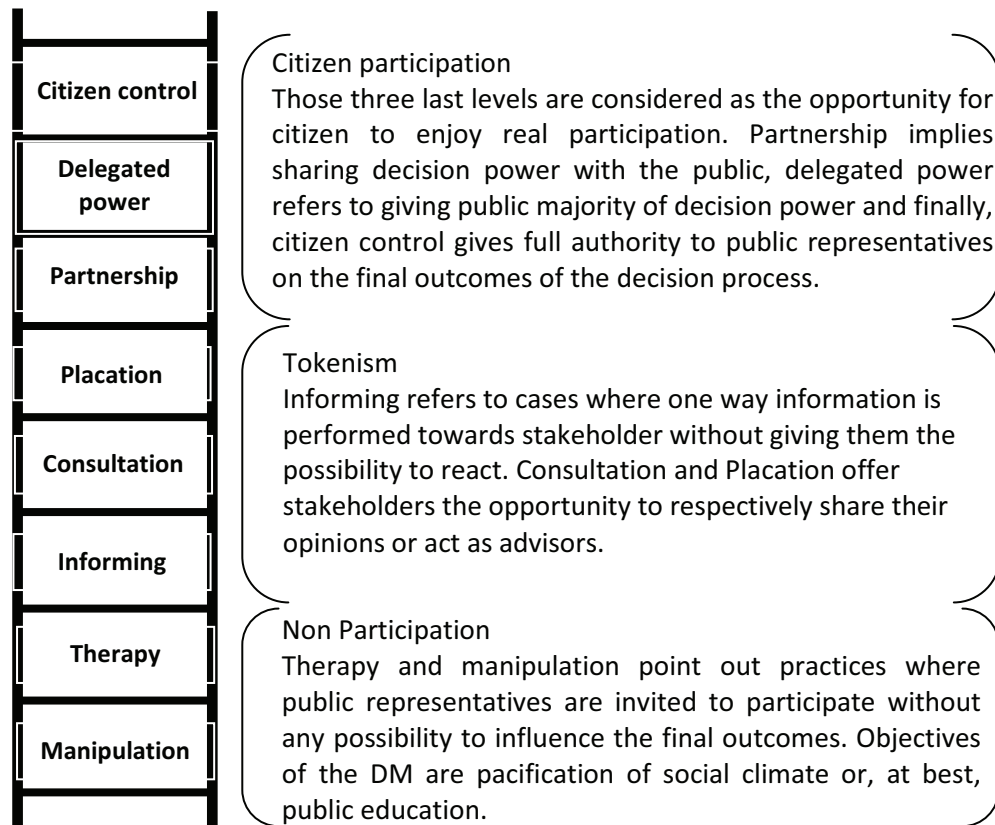 Citizen control
Delegated
power
Partnership
Placation
Consultation
Informing
Therapy
Manipulation
Citizen participation
Those three last levels are considered as the opportunity for
citizen to enjoy real participation. Partnership implies
sharing decision power with the public, delegated power
refers to giving public majority of decision power and finally,
citizen control gives full authority to public representatives
on the final outcomes of the decision process.
Tokenism
Informing refers to cases where one way information is
performed towards stakeholder without giving them the
possibility to react. Consultation and Placation offer
stakeholders the opportunity to respectively share their
opinions or act as advisors.
Non Participation
Therapy and manipulation point out practices where
public representatives are invited to participate without
any possibility to influence the final outcomes. Objectives
of the DM are pacification of social climate or, at best,
public education.